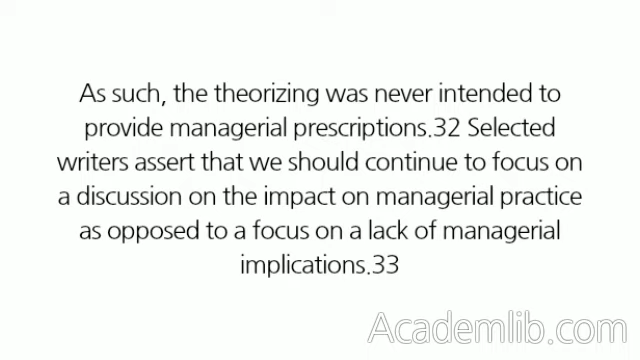 As such, the theorizing was never intended to
provide managerial prescriptions.32 Selected
writers assert that we should continue to focus on
a discussion on the impact on managerial practice
as opposed to a focus on a lack of managerial
implications.33
Academlib.com